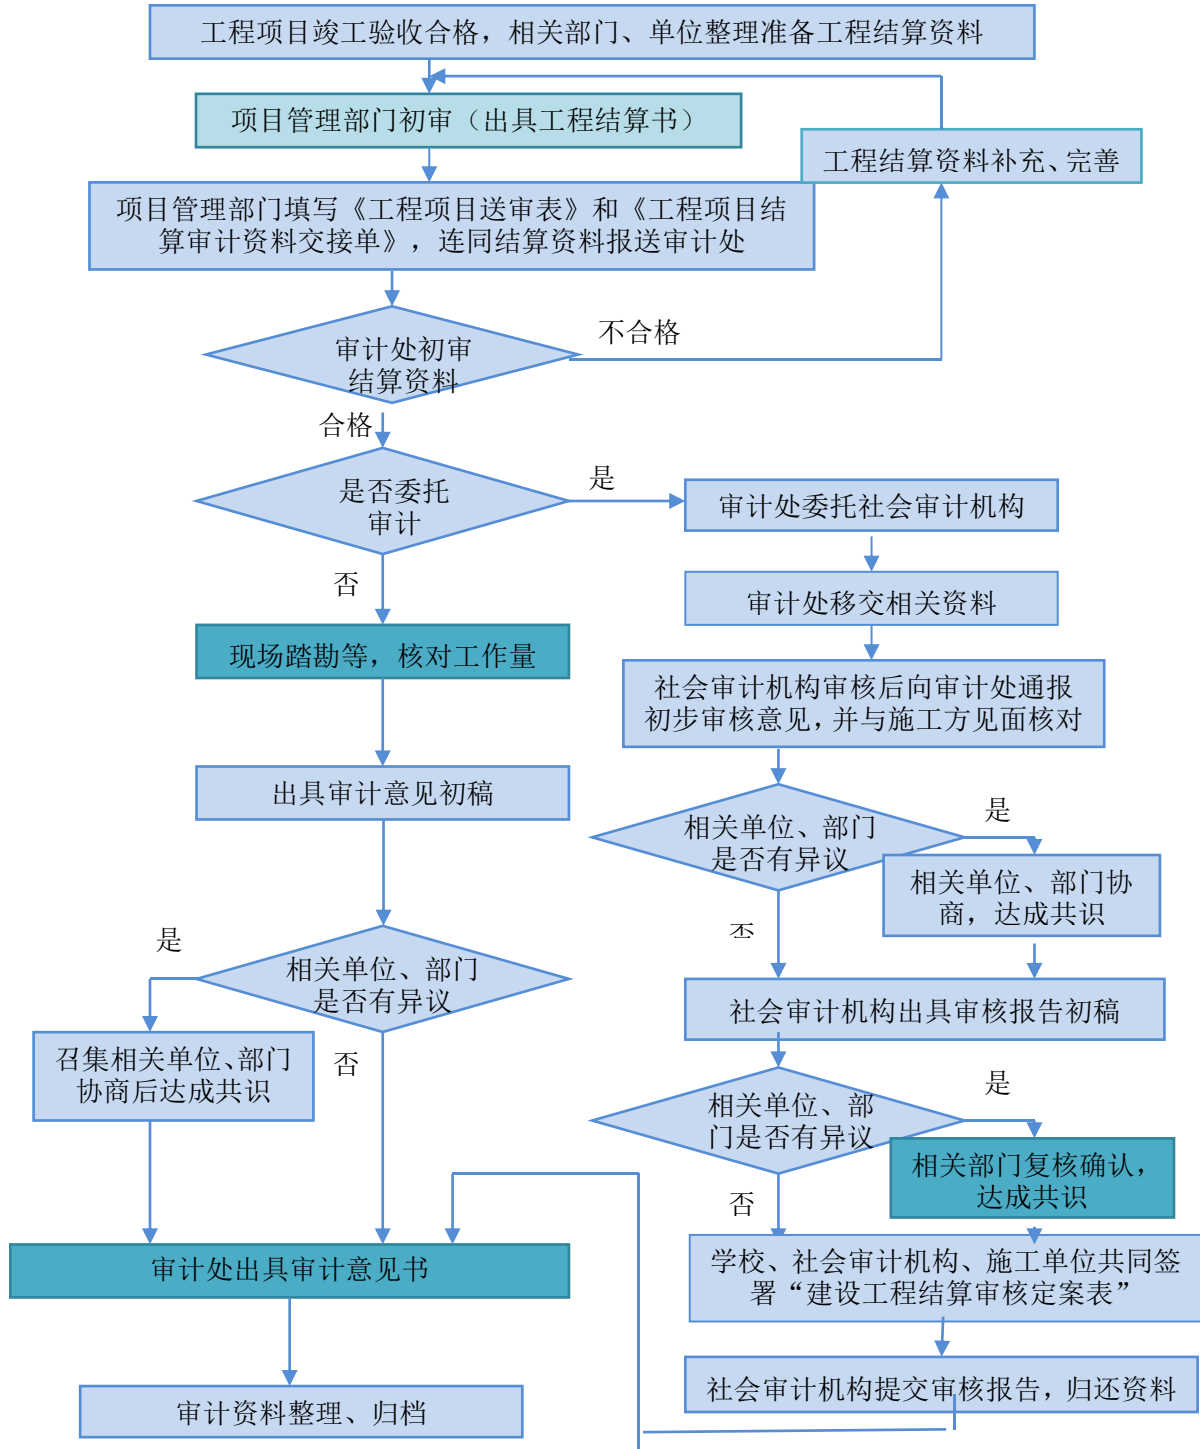 工程项目竣工验收合格，相关部门、单位整理准备工程结算资料
项目管理部门初审（出具工程结算书）
工程结算资料补充、完善
项目管理部门填写《工程项目送审表》和《工程项目结
算审计资料交接单》，连同结算资料报送审计处
不合格
审计处初审
结算资料
合格
是否委托
审计
是
审计处委托社会审计机构
否
审计处移交相关资料
现场踏勘等，核对工作量
社会审计机构审核后向审计处通报
初步审核意见，并与施工方见面核对
出具审计意见初稿
相关单位、部门
是否有异议
是
相关单位、部门协
商，达成共识
否
是
相关单位、部门
是否有异议
社会审计机构出具审核报告初稿
召集相关单位、部门
协商后达成共识
否
相关单位、部
门是否有异议
是
相关部门复核确认，
达成共识
否
审计处出具审计意见书
学校、社会审计机构、施工单位共同签
署“建设工程结算审核定案表”
社会审计机构提交审核报告，归还资料
审计资料整理、归档